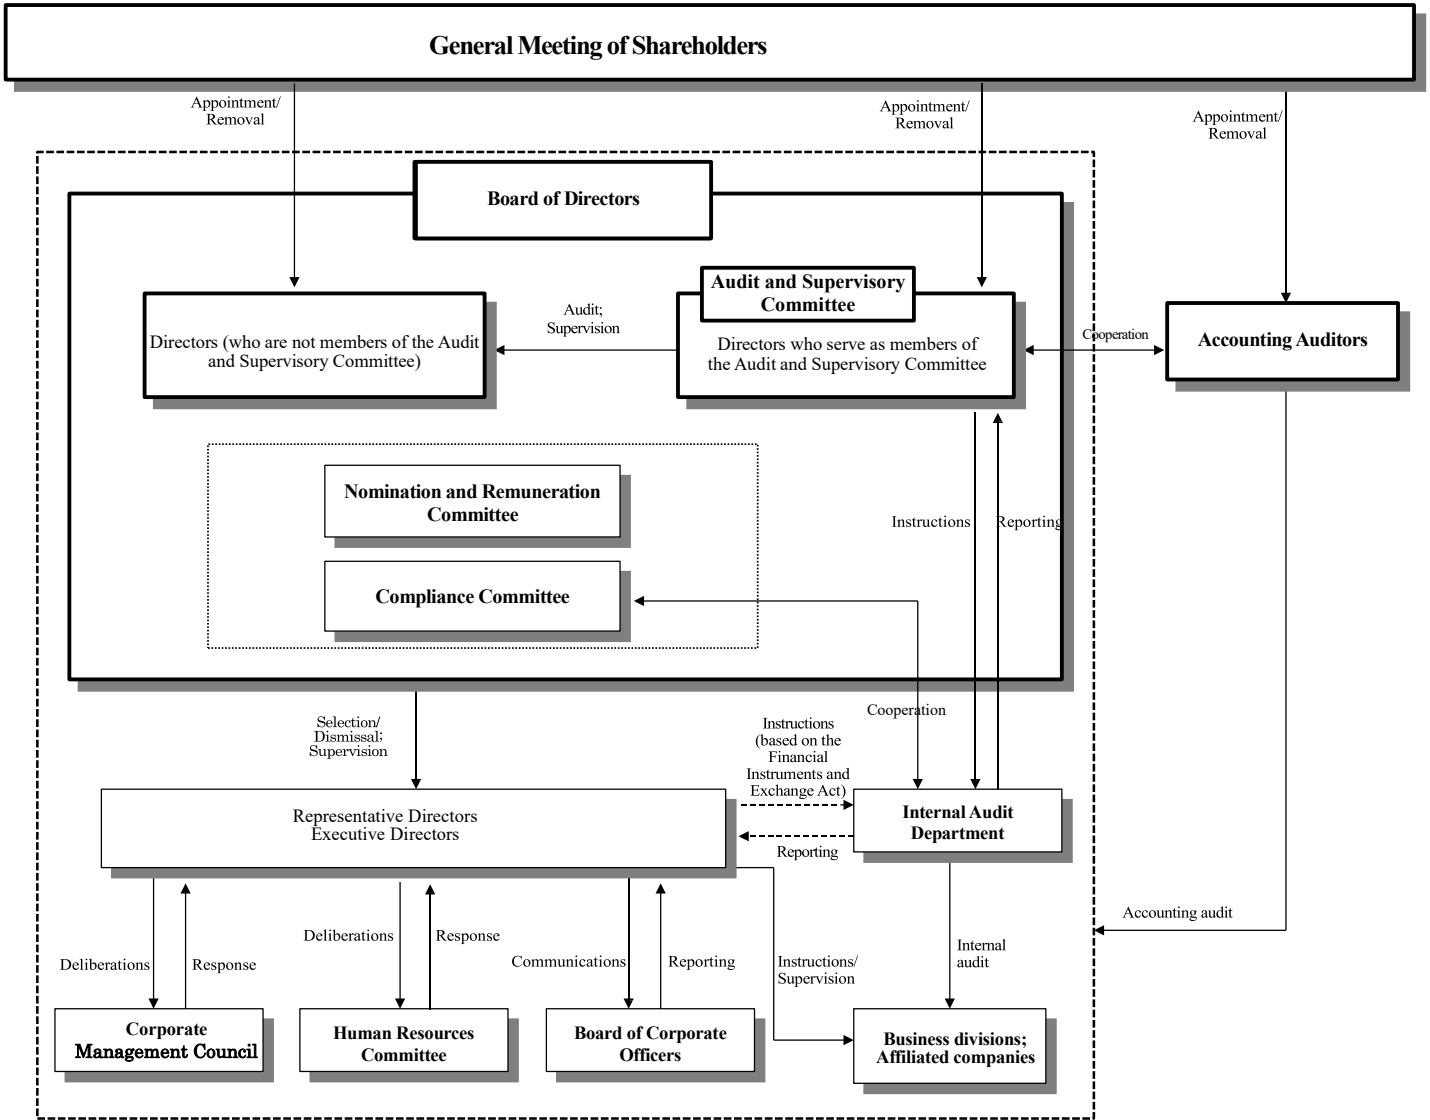 General Meeting of Shareholders
Appointment/
Removal
Appointment/
Removal
Appointment/
Removal
Board of Directors
Audit and Supervisory
Committee
Directors (who are not members of the Audit
and Supervisory Committee)
Audit;
Supervision
Directors who serve as members of
the Audit and Supervisory Committee
Cooperation
Accounting Auditors
Nomination and Remuneration
Committee
Instructions
Reporting
Compliance Committee
Cooperation
Selection/
Dismissal;
Supervision
Instructions
(based on the
Financial
Instruments and
Exchange Act)
Representative Directors
Executive Directors
Internal Audit
Department
Reporting
Accounting audit
Deliberations
Response
Deliberations
Response
Communications
Reporting
Instructions/
Supervision
Internal
audit
Corporate
Management Council
Human Resources
Committee
Board of Corporate
Officers
Business divisions;
Affiliated companies